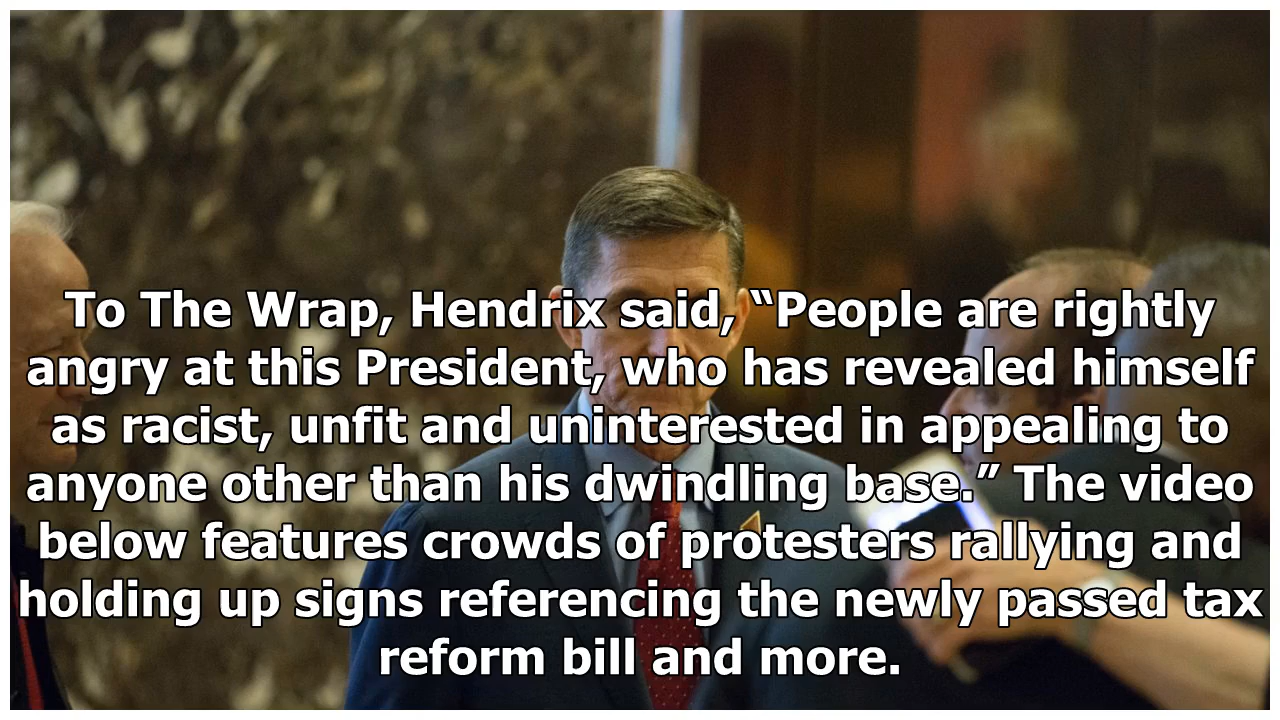 To The Wrap, Hendrix said, “People are rightly
angry at this President, who has revealed himself
as racist, unfit and uninterested in appealing to
anyone other than his dwindling base.” The video
below features crowds of protesters rallying and
holding up signs referencing the newly passed tax
reform bill and more.